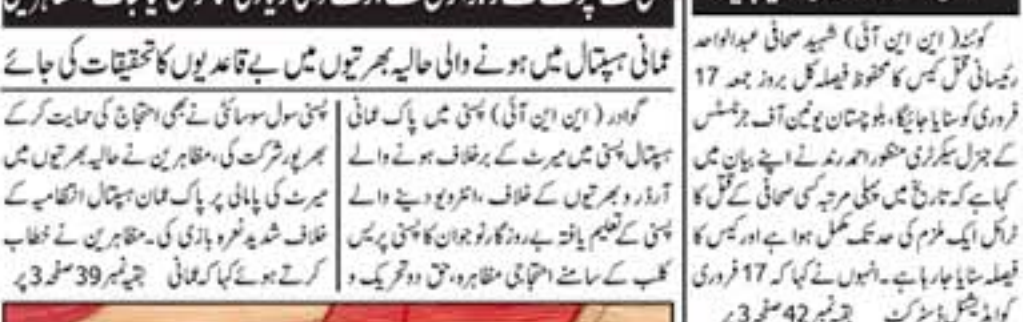 عمانی ہسپتال میں ہونے والی حالیہ بھرتیوں میں بے قاعدیوں کا تحقیقات کی جائے
گوادر (این این آئی) پسنی میں پاک عمانی
ہسپتال پسنی میں میرٹ کے برخلاف ہونے والے
آرڈر و بھرتیوں کے خلاف ،انٹرویو دینے والے
پسنی کے تعلیم یافتہ بے روزگار نوجوان کا پسنی پریس
کلب کے سامنے احتجاجی مظاہرہ، حق دو تحریک و
پسنی سول سوسائٹی نے بھی احتجاج کی حمایت کرکے
بھرپور شرکت کی، مظاہرین نے حالیہ بھرتیوں میں
میرٹ کی پامالی پر پاک عمان ہسپتال انتظامیہ کے
خلاف شدید نعرہ بازی کی۔ مظاہرین نے خطاب
کرتے ہوئے کہا کہ عمانی بقیہ نمبر 39 صفحہ 3 پر
کوئٹہ (این این آئی) شہید صحافی عبدالواحد
رئیسانی قتل کیس کا محفوظ فیصلہ کل بروز جمعہ 17
فروری کو سنایا جائیگا، بلوچستان یونین آف جرنلسٹس
کے جنرل سیکرٹری منظور احمد رند نے اپنے بیان میں
کہا ہے کہ تاریخ میں پہلی مرتبہ کسی صحافی کے قتل کا
ٹرائل ایک ملزم کی حد تک مکمل ہوا ہے اور کیس کا
فیصلہ سنایا جارہا ہے۔ انہوں نے کہا کہ 17 فروری
کو ایڈیشنل ڈسٹرکٹ بقیہ نمبر 42 صفحہ 3 پر